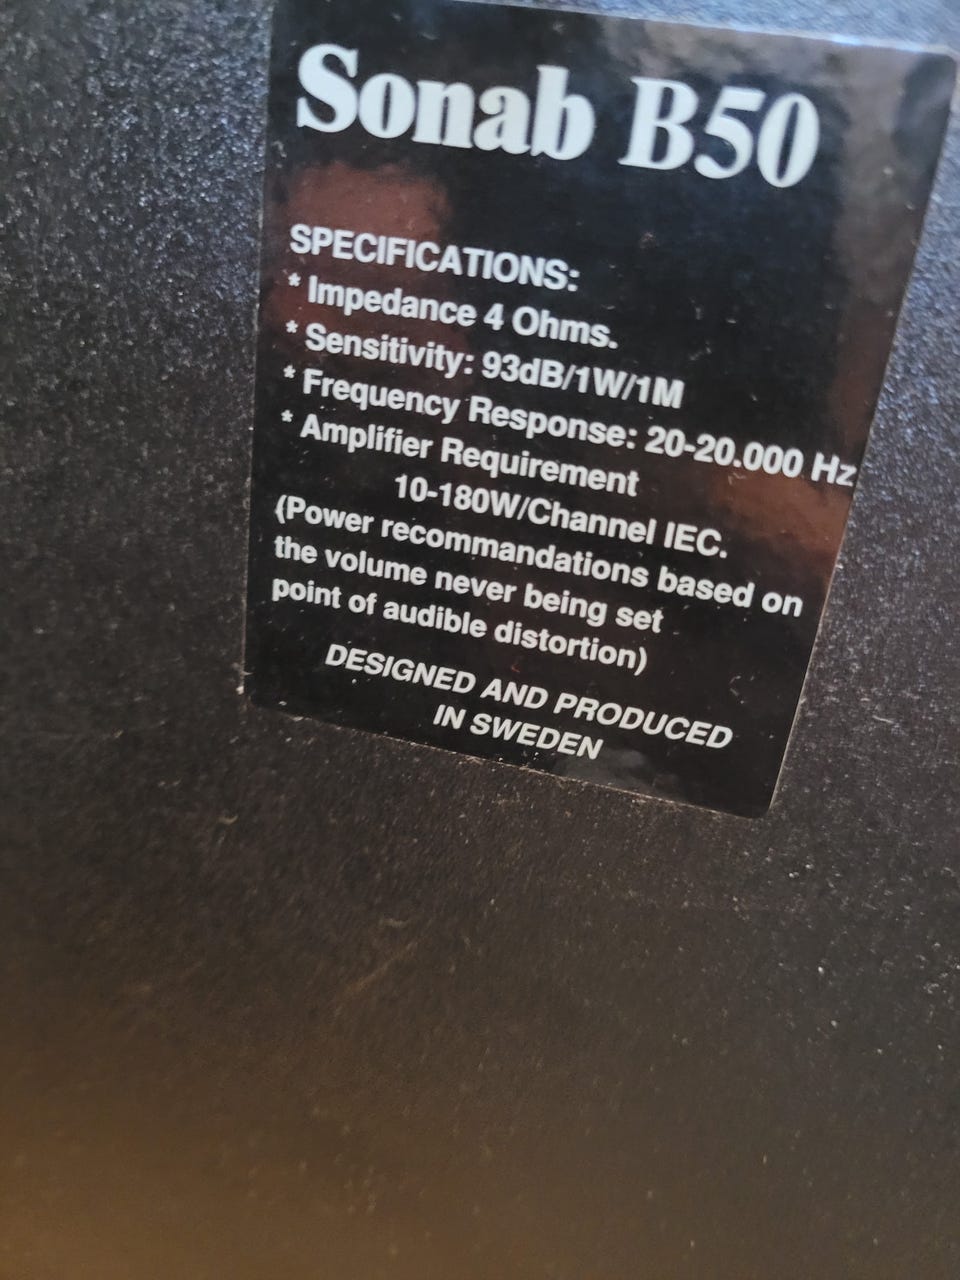 Sonab B50
SPECIFICATIONS:
* Impedance 4 Ohms.
* Sensitivity: 93dB/1W/1M
* Frequency Response: 20-20.000 Hz
* Amplifier Requirement
10-180W/Channel IEC.
(Power recommandations based on
the volume never being set
point of audible distortion)
DESIGNED AND PRODUCED
IN SWEDEN